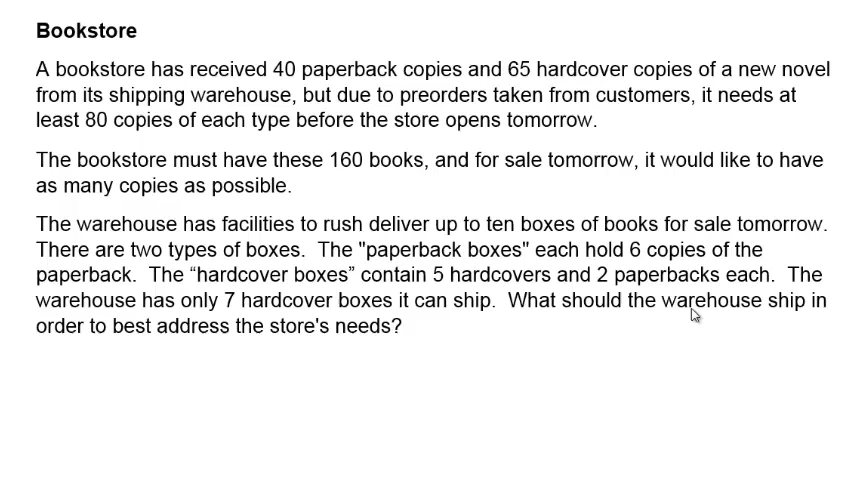 Bookstore
A bookstore has received 40 paperback copies and 65 hardcover copies of a new novel
from its shipping warehouse, but due to preorders taken from customers, it needs at
least 80 copies of each type before the store opens tomorrow.
The bookstore must have these 160 books, and for sale tomorrow, it would like to have
as many copies as possible.
The warehouse has facilities to rush deliver up to ten boxes of books for sale tomorrow.
There are two types of boxes.  The "paperback boxes" each hold 6 copies of the
paperback.  The “hardcover boxes” contain 5 hardcovers and 2 paperbacks each.  The
warehouse has only 7 hardcover boxes it can ship.  What should the warehouse ship in
order to best address the store's needs?